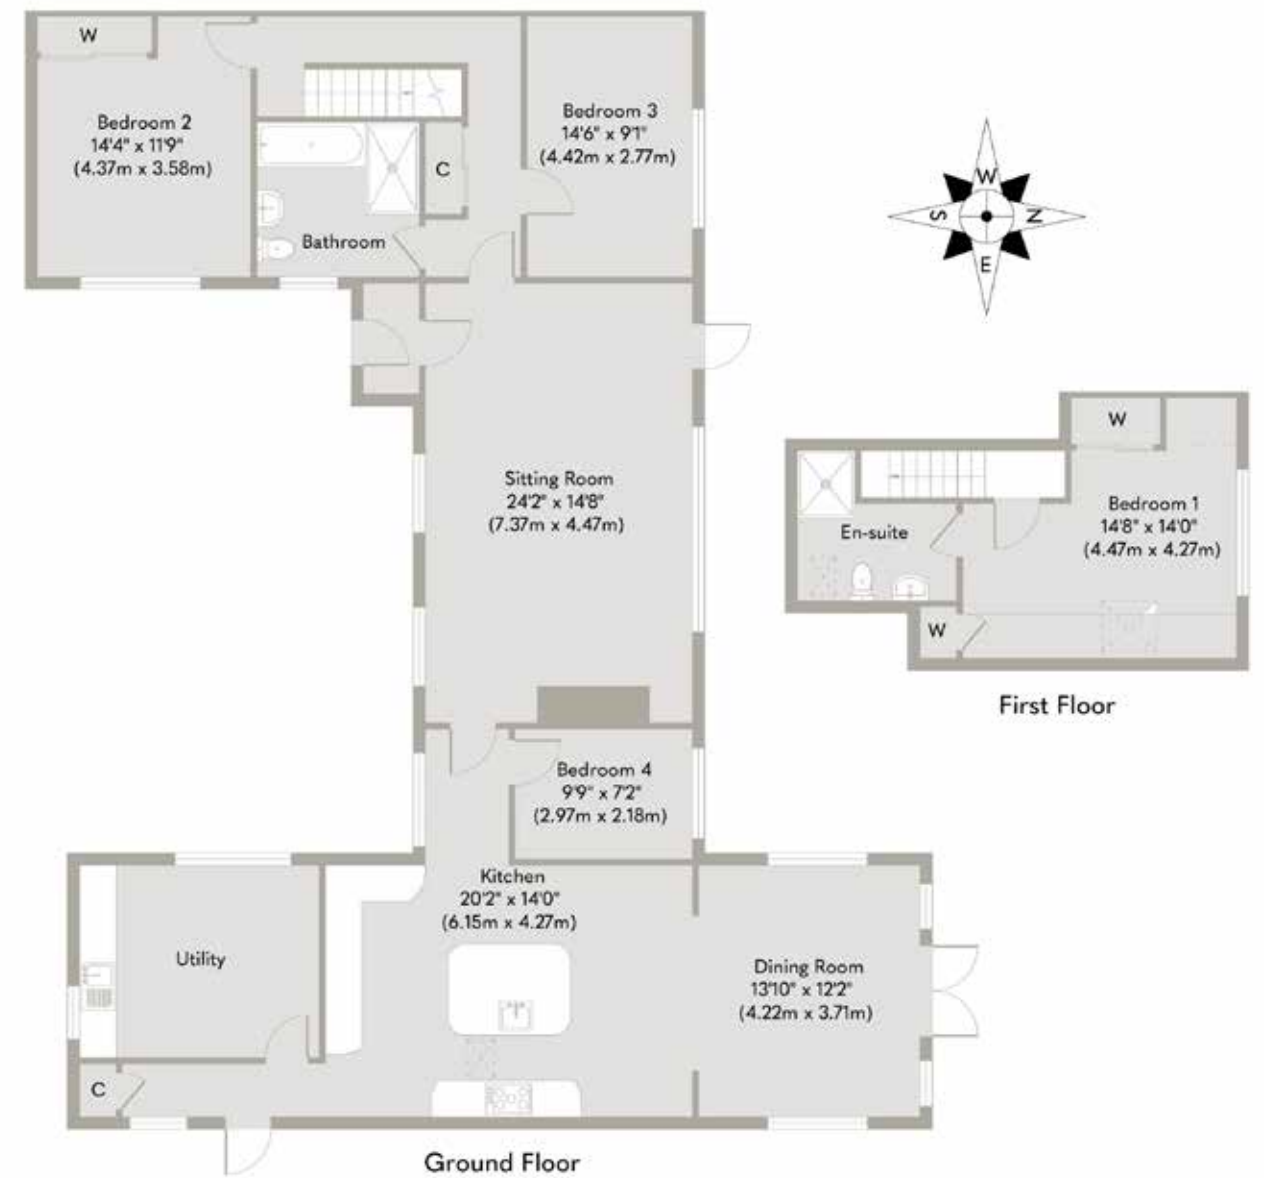 W
Bedroom 2
14'4" x 11'9"
(4.37m x 3.58m)
Bedroom 3
14'6" x 9'1"
(4.42m x 2.77m)
C
Bathroom
W
S
N
E
Sitting Room
24'2" x 14'8"
(7.37m x 4.47m)
W
Bedroom 1
14'8" x 14'0"
(4.47m x 4.27m)
En-suite
W
First Floor
Bedroom 4
9'9" x 7'2"
(2.97m x 2.18m)
Kitchen
20'2" x 14'0"
(6.15m x 4.27m)
Utility
Dining Room
13'10" x 12'2"
(4.22m x 3.71m)
C
Ground Floor